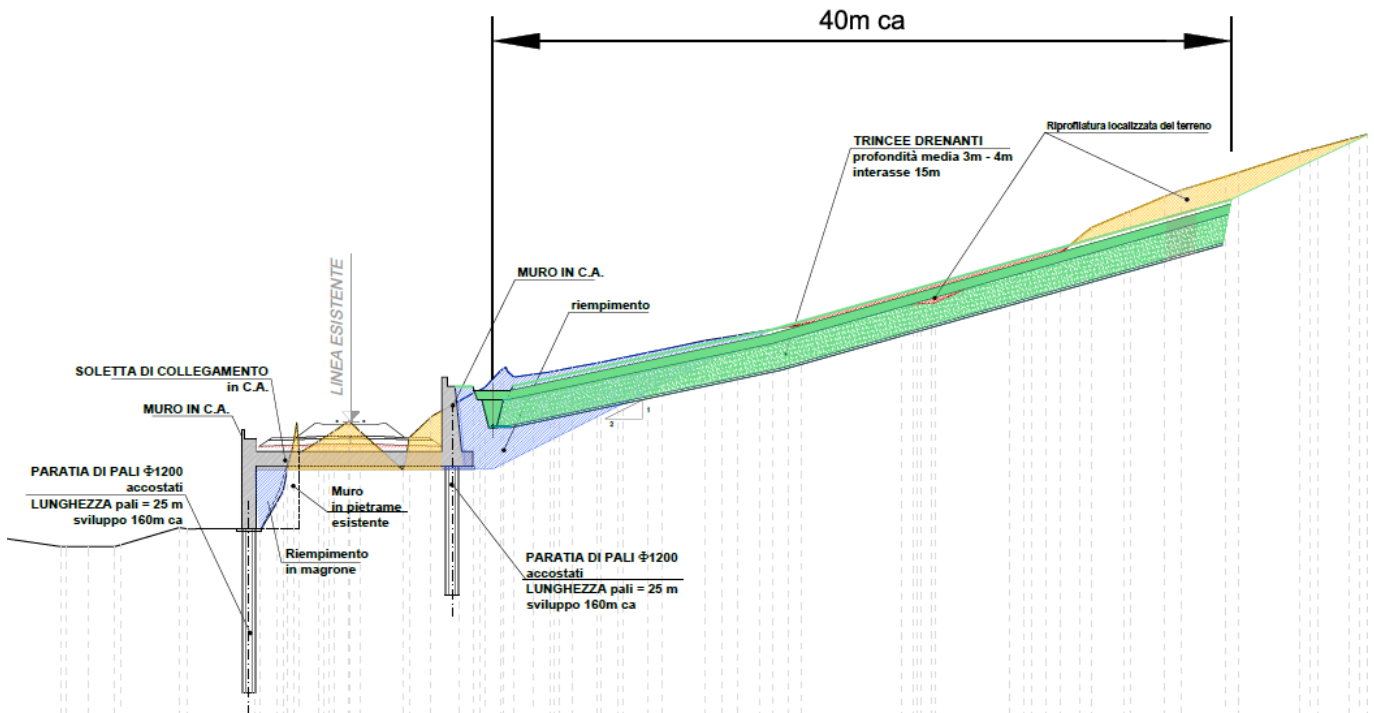 40m ca
Riprofilatura localizzata del terreno
TRINCEE DRENANTI
profondità media 3m - 4m
interasse 15m
LINEA ESISTENTE
MURO IN C.A.
riempimento
SOLETTA DI COLLEGAMENTO
in C.A.
MURO IN C.A.
1
2
PARATIA DI PALI Φ1200
accostati
LUNGHEZZA pali = 25 m
sviluppo 160m ca
Muro
in pietrame
esistente
Riempimento
in magrone
PARATIA DI PALI Φ1200
accostati
LUNGHEZZA pali = 25 m
sviluppo 160m ca